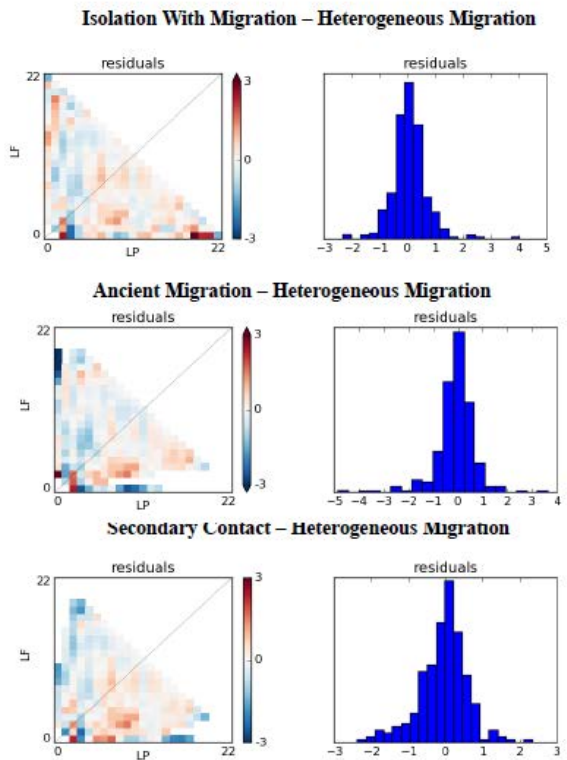 Isolation With Migration – Heterogeneous Migration
residuals
residuals
22
3
LF
0
0
-3
0
LP
22
−3 −2 −1 0 1 2 3 4 5
Ancient Migration – Heterogeneous Migration
residuals
residuals
22
3
LF
0
0
-3
0
LP
22
−5 −4 −3 −2 −1 0 1 2 3 4
Secondary Contact – Heterogeneous Migration
residuals
residuals
22
3
LF
0
0
-3
0
LP
22
−3 −2 −1 0 1 2 3